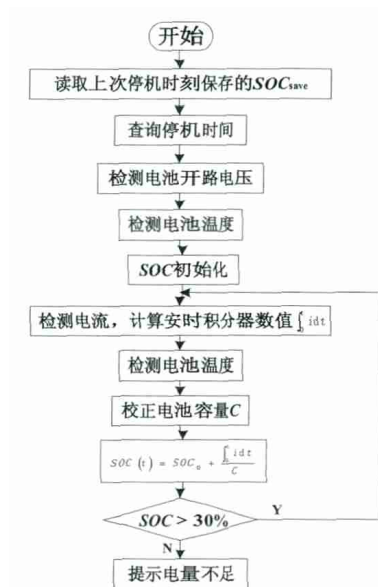 开始
读取上次停机时刻保存的SOCsave
查询停机时间
检测电池开路电压
检测电池温度
SOC初始化
检测电流，计算安时积分器数值∫₀ᵗ idt
检测电池温度
校正电池容量C
SOC (t) = SOC₀ + ∫₀ᵗ idt / C
SOC > 30%
Y
N
提示电量不足